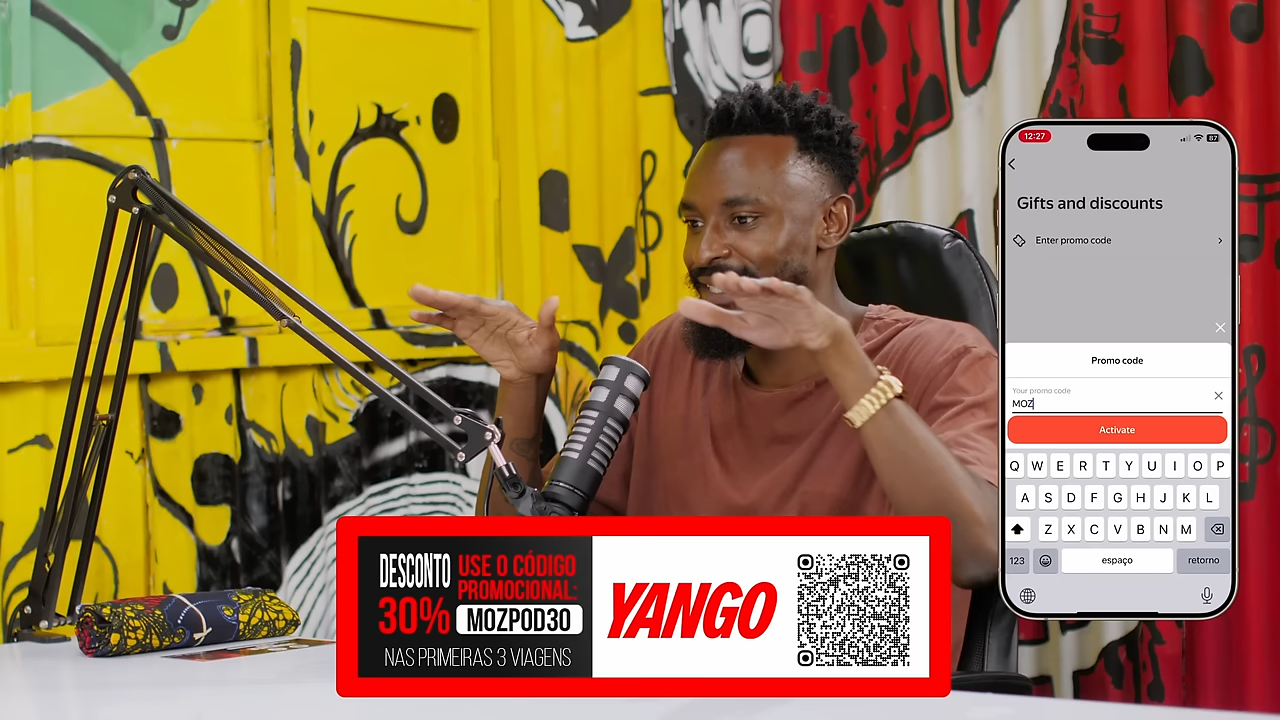 12:27
87
Gifts and discounts
Enter promo code
Promo code
Your promo code
MOZ
Activate
Q W E R T Y U I O P
A S D F G H J K L
Z X C V B N M
123
espaço
retorno
DESCONTO
30%
USE O CÓDIGO
PROMOCIONAL:
MOZPOD30
NAS PRIMEIRAS 3 VIAGENS
YANGO